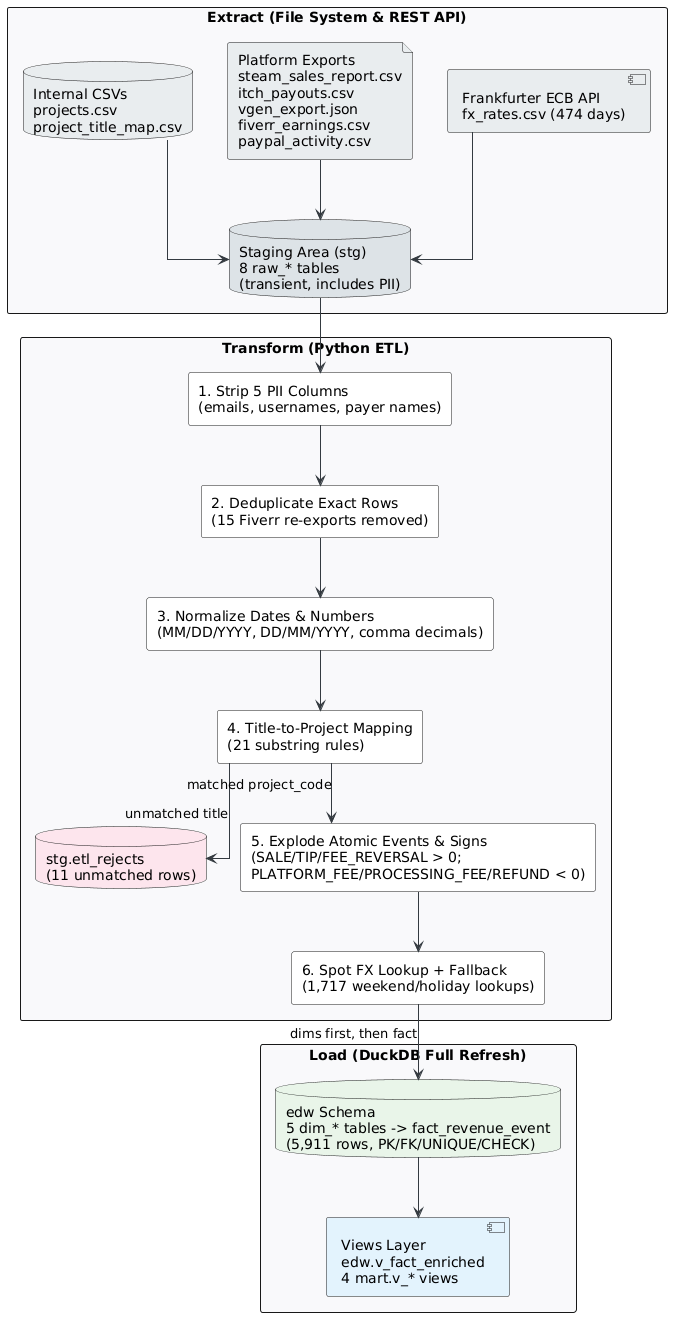 Extract (File System & REST API)
Internal CSVs
projects.csv
project_title_map.csv
Platform Exports
steam_sales_report.csv
itch_payouts.csv
vgen_export.json
fiverr_earnings.csv
paypal_activity.csv
Frankfurter ECB API
fx_rates.csv (474 days)
Staging Area (stg)
8 raw_* tables
(transient, includes PII)
Transform (Python ETL)
1. Strip 5 PII Columns
(emails, usernames, payer names)
2. Deduplicate Exact Rows
(15 Fiverr re-exports removed)
3. Normalize Dates & Numbers
(MM/DD/YYYY, DD/MM/YYYY, comma decimals)
4. Title-to-Project Mapping
(21 substring rules)
matched project_code
unmatched title
stg.etl_rejects
(11 unmatched rows)
5. Explode Atomic Events & Signs
(SALE/TIP/FEE_REVERSAL > 0;
PLATFORM_FEE/PROCESSING_FEE/REFUND < 0)
6. Spot FX Lookup + Fallback
(1,717 weekend/holiday lookups)
dims first, then fact
Load (DuckDB Full Refresh)
edw Schema
5 dim_* tables -> fact_revenue_event
(5,911 rows, PK/FK/UNIQUE/CHECK)
Views Layer
edw.v_fact_enriched
4 mart.v_* views